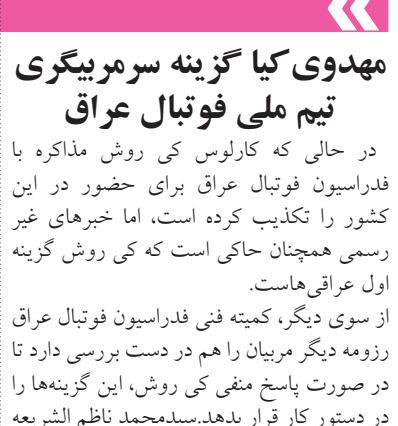 مهدوی‌کیا گزینه سرمربیگری
تیم ملی فوتبال عراق
در حالی که کارلوس کی روش مذاکره با
فدراسیون فوتبال عراق برای حضور در این
کشور را تکذیب کرده است، اما خبرهای غیر
رسمی همچنان حاکی است که کی روش گزینه
اول عراقی‌هاست.
از سوی دیگر، کمیته فنی فدراسیون فوتبال عراق
رزومه دیگر مربیان را هم در دست بررسی دارد تا
در صورت پاسخ منفی کی روش، این گزینه‌ها را
در دستور کار قرار بدهد.سیدمحمد ناظم الشریعه